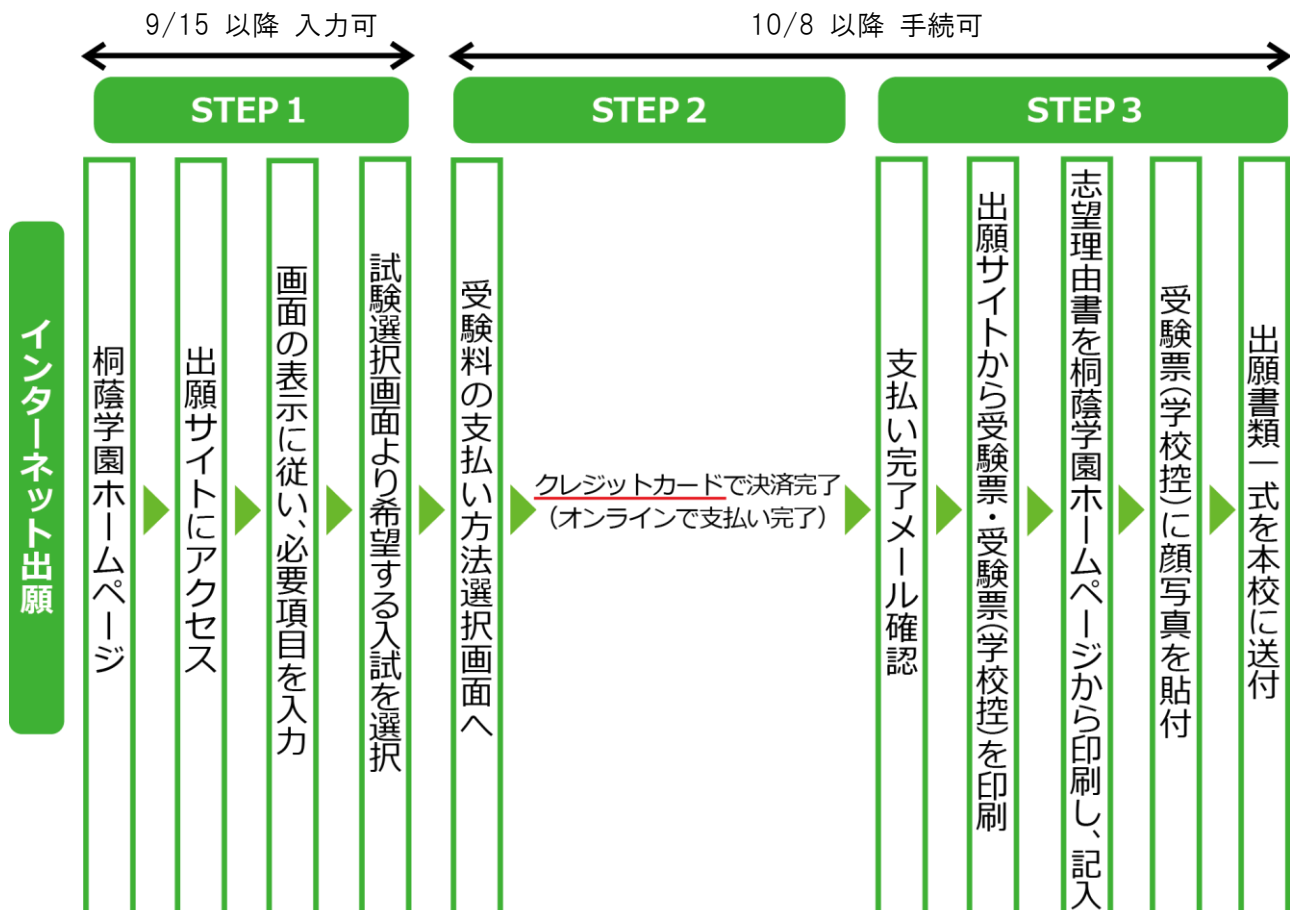 9/15 以降 入力可
10/8 以降 手続可
STEP 1
STEP 2
STEP 3
インターネット出願
桐蔭学園ホームページ
出願サイトにアクセス
画面の表示に従い、必要項目を入力
試験選択画面より希望する入試を選択
受験料の支払い方法選択画面へ
クレジットカードで決済完了
（オンラインで支払い完了）
支払い完了メール確認
出願サイトから受験票・受験票（学校控）を印刷
志望理由書を桐蔭学園ホームページから印刷し、記入
受験票（学校控）に顔写真を貼付
出願書類一式を本校に送付